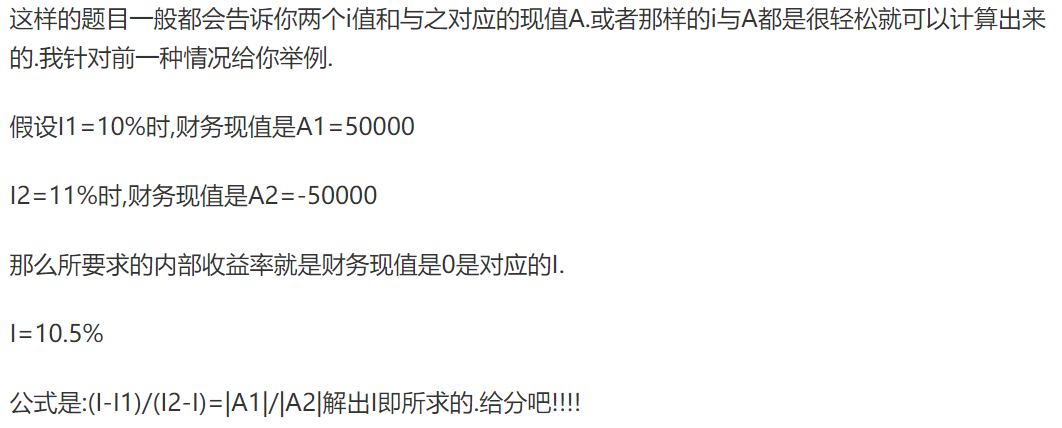 这样的题目一般都会告诉你两个i值和与之对应的现值A.或者那样的i与A都是很轻松就可以计算出来
的.我针对前一种情况给你举例.
假设I1=10%时,财务现值是A1=50000
I2=11%时,财务现值是A2=-50000
那么所要求的内部收益率就是财务现值是0是对应的I.
I=10.5%
公式是:(I-I1)/(I2-I)=|A1|/|A2|解出I即所求的.给分吧!!!!